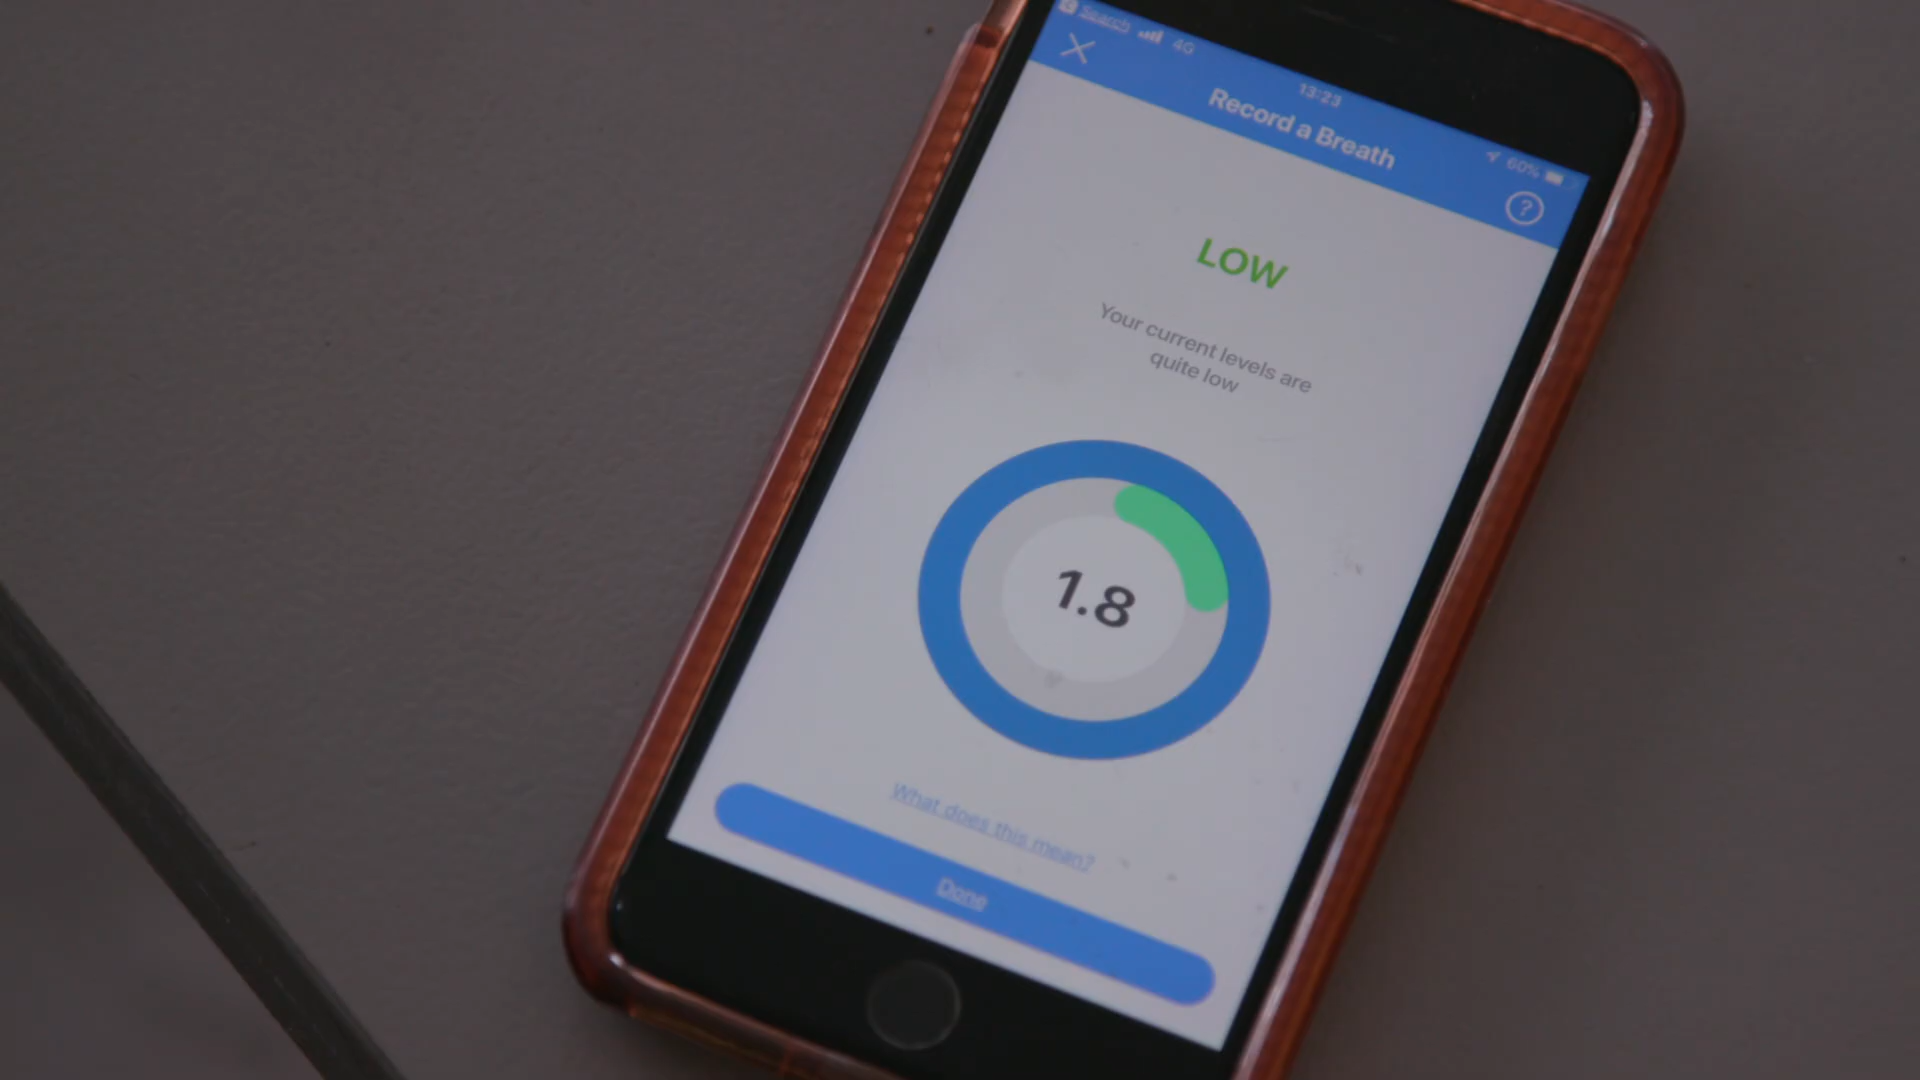 Search 4G
13:23
60%
Record a Breath
?
LOW
Your current levels are
quite low
1.8
What does this mean?
Done